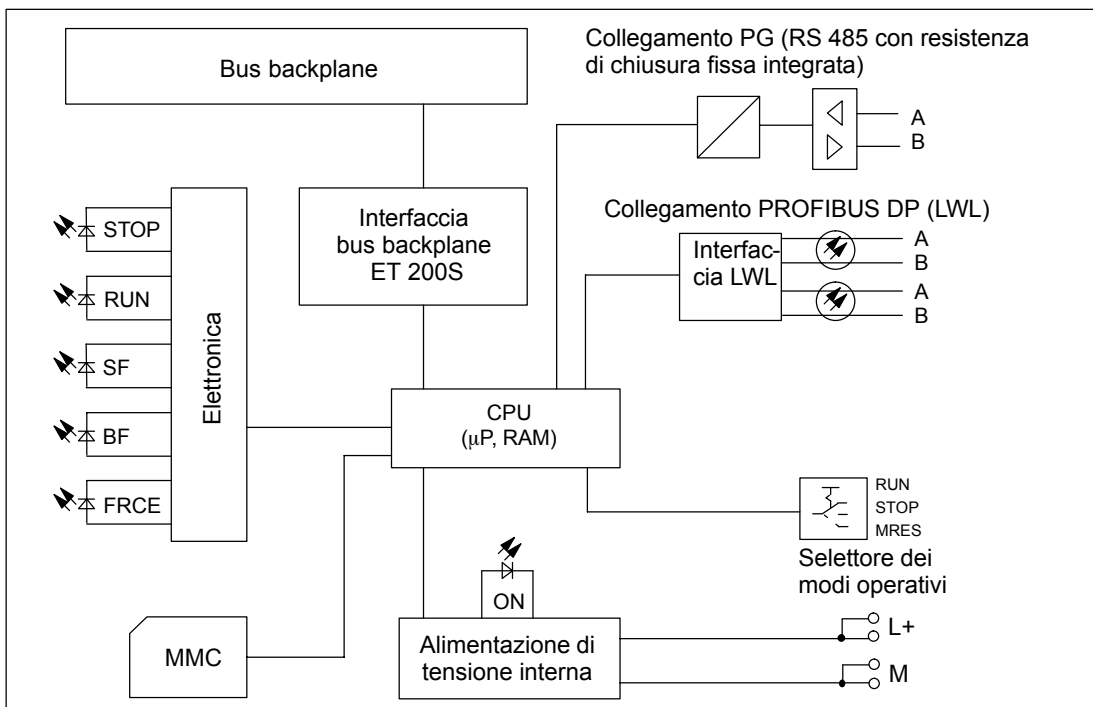 Bus backplane
Collegamento PG (RS 485 con resistenza
di chiusura fissa integrata)
A
B
Interfaccia
bus backplane
ET 200S
Collegamento PROFIBUS DP (LWL)
Interfac-
cia LWL
A
B
A
B
STOP
RUN
SF
BF
FRCE
Elettronica
CPU
(µP, RAM)
RUN
STOP
MRES
Selettore dei
modi operativi
ON
MMC
Alimentazione di
tensione interna
L+
M